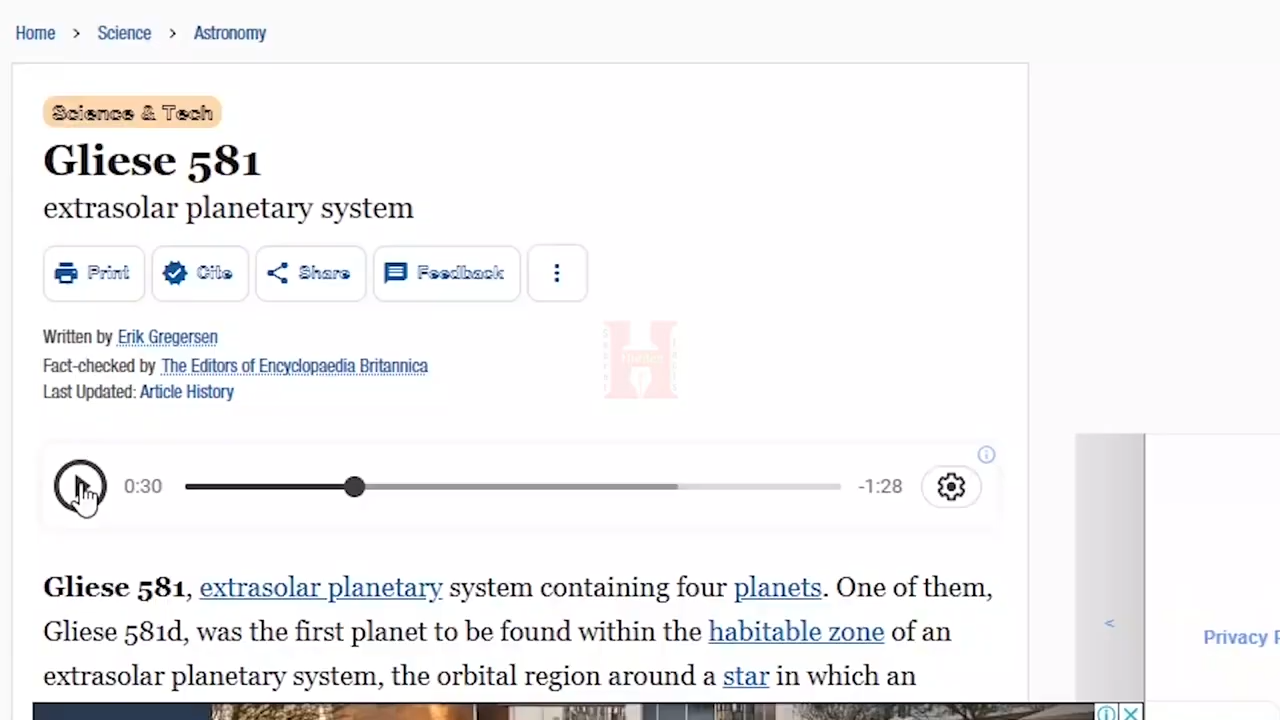 Home > Science > Astronomy
Science & Tech
Gliese 581
extrasolar planetary system
Print Cite Share Feedback
Written by Erik Gregersen
Fact-checked by The Editors of Encyclopaedia Britannica
Last Updated: Article History
0:30 -1:28
Gliese 581, extrasolar planetary system containing four planets. One of them,
Gliese 581d, was the first planet to be found within the habitable zone of an
extrasolar planetary system, the orbital region around a star in which an
<
Privacy